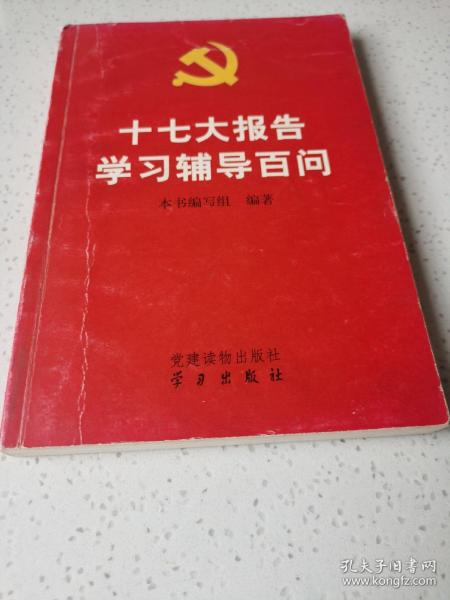 十七大报告
学习辅导百问
本书编写组 编著
党建读物出版社
学习出版社
孔夫子旧书网
www.kongfz.com